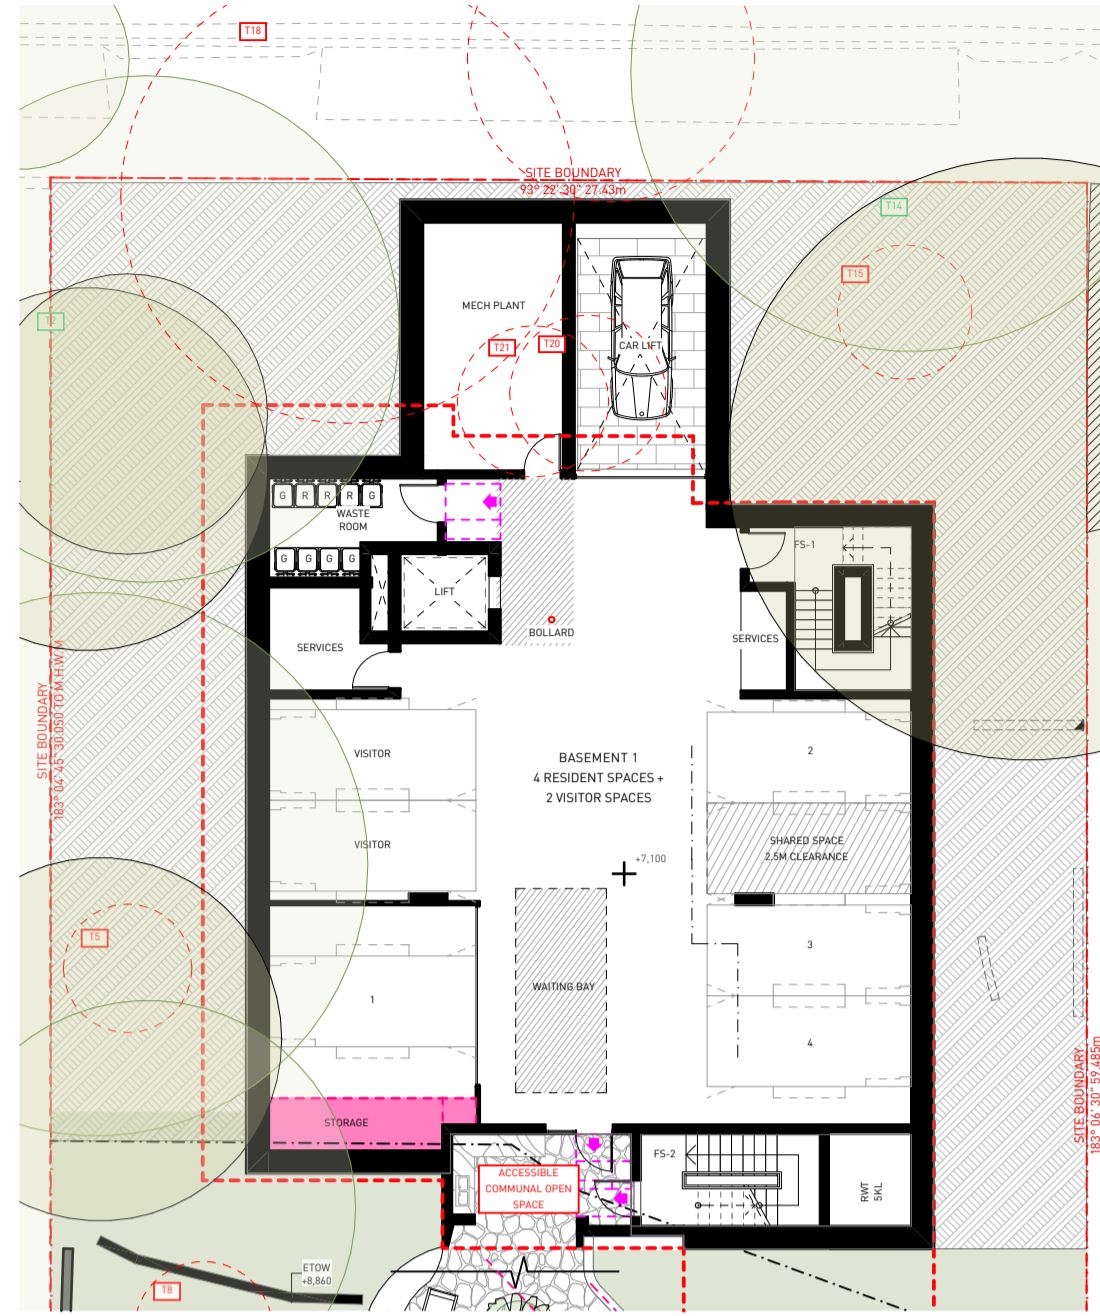 T18
SITE BOUNDARY
93° 22' 30" 27.43m
T14
T15
MECH PLANT
T2
CAR LIFT
T21
T20
G R R R G
WASTE
ROOM
FS-1
G G G G
LIFT
BOLLARD
SERVICES
SERVICES
SITE BOUNDARY
183° 04' 45" 30.050 TO M.H.W.M
VISITOR
BASEMENT 1
4 RESIDENT SPACES +
2 VISITOR SPACES
2
VISITOR
SHARED SPACE
2.5M CLEARANCE
+7,100
T5
3
WAITING BAY
1
4
SITE BOUNDARY
183° 06' 30" 59.485m
STORAGE
FS-2
ACCESSIBLE
COMMUNAL OPEN
SPACE
RWT
5KL
ETOW
+8,860
T8